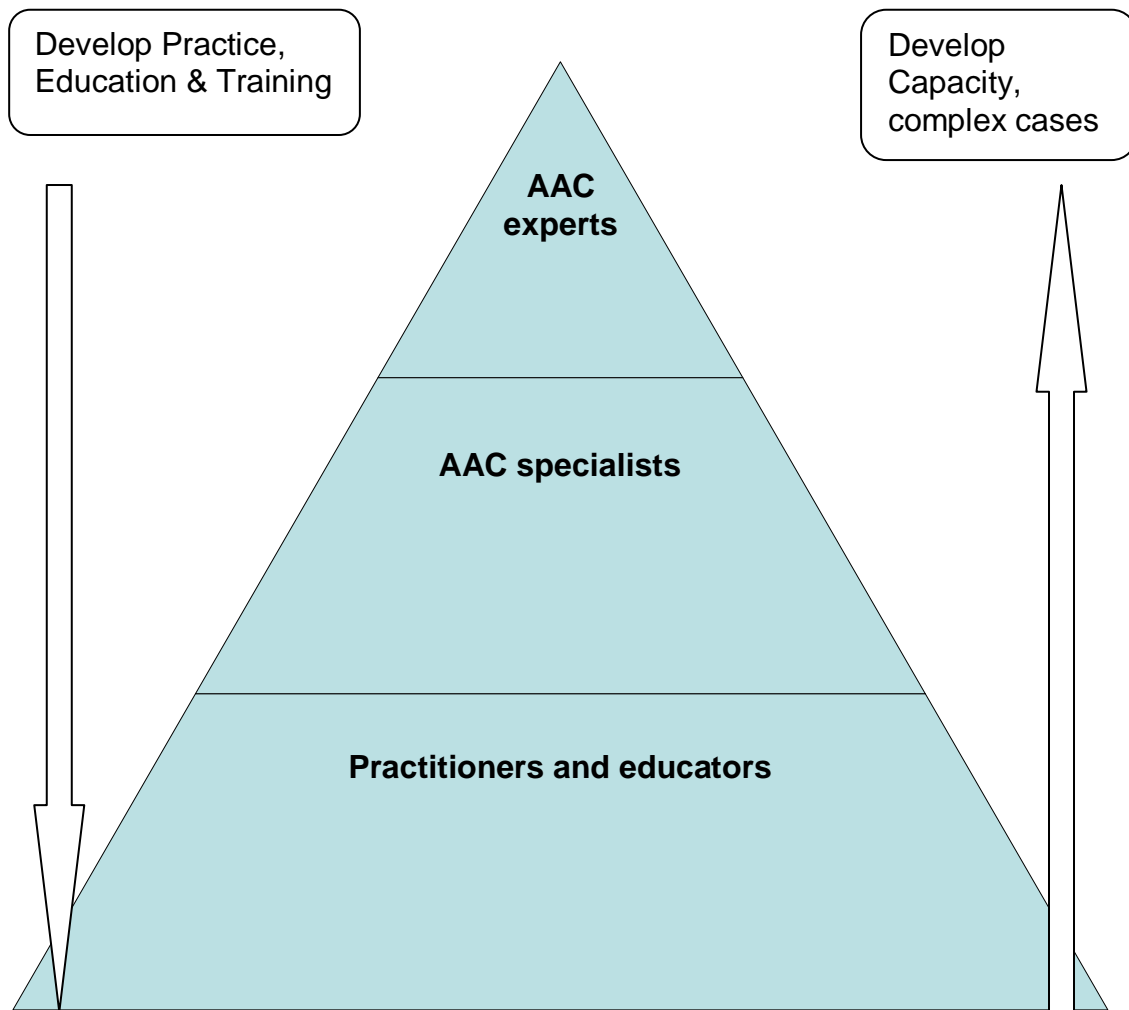 Develop Practice,
Education & Training
Develop
Capacity,
complex cases
AAC
experts
AAC specialists
Practitioners and educators